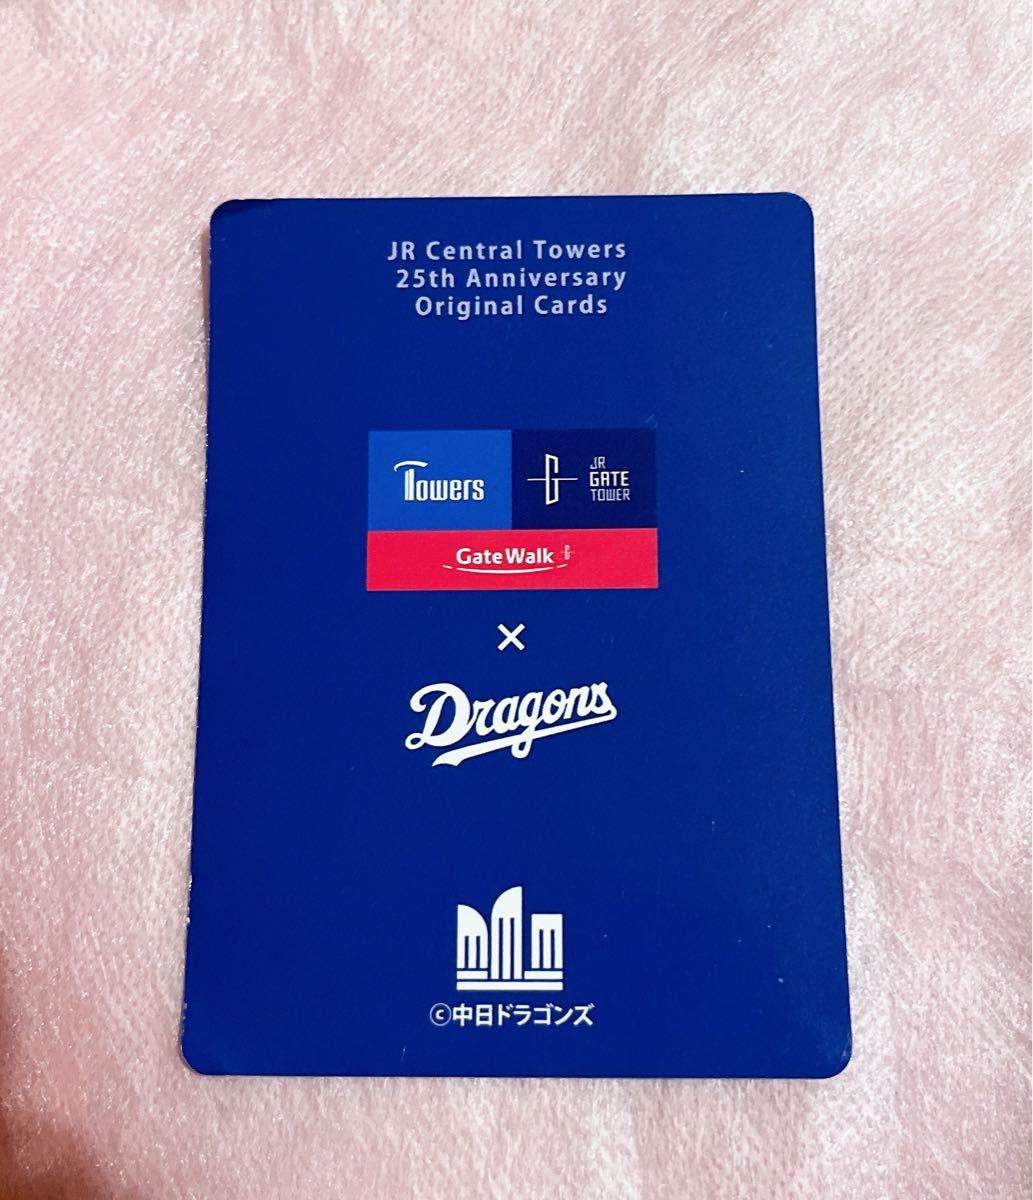 JR Central Towers
25th Anniversary
Original Cards
Towers
JR
GATE
TOWER
Gate Walk
×
Dragons
©中日ドラゴンズ